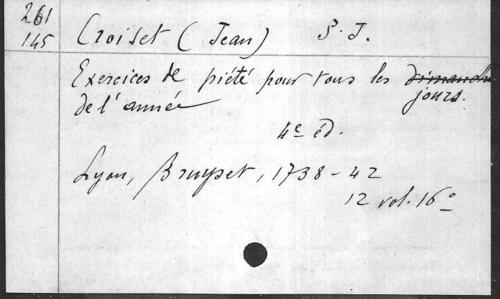 261
145
Croiset (Jean) S. J.
Exercices de piété pour tous les dimanches
jours.
de l'année
4e éd.
Lyon, Bruyset, 1738-42
12 vol. 16°